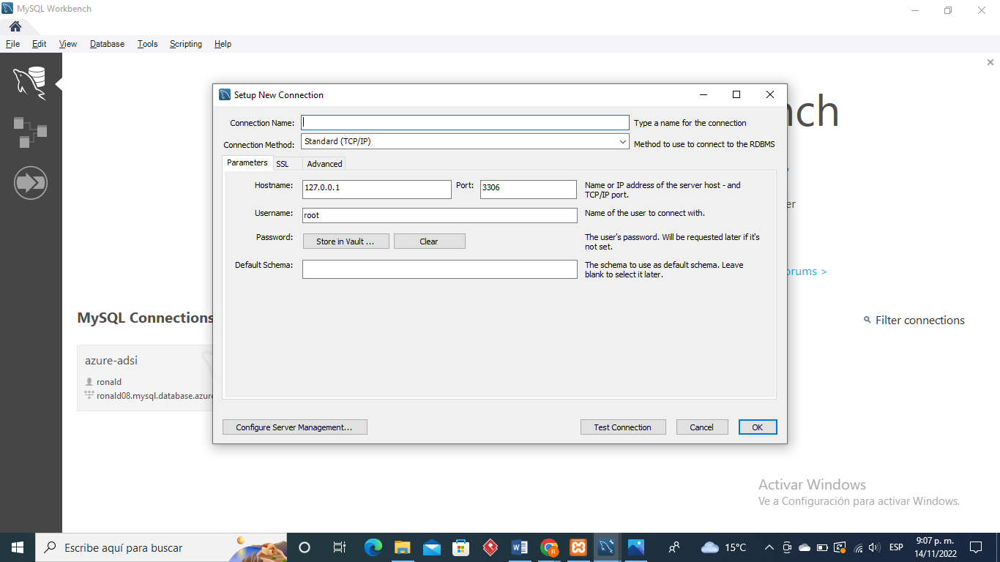 MySQL Workbench
File Edit View Database Tools Scripting Help
nch
er
orums >
MySQL Connections
Filter connections
azure-adsi
ronald
ronald08.mysql.database.azure
Setup New Connection
Connection Name:
Type a name for the connection
Connection Method:
Standard (TCP/IP)
Method to use to connect to the RDBMS
Parameters SSL Advanced
Hostname:
127.0.0.1
Port:
3306
Name or IP address of the server host - and
TCP/IP port.
Username:
root
Name of the user to connect with.
Password:
Store in Vault ...
Clear
The user's password. Will be requested later if it's
not set.
Default Schema:
The schema to use as default schema. Leave
blank to select it later.
Configure Server Management...
Test Connection
Cancel
OK
Activar Windows
Ve a Configuración para activar Windows.
Escribe aquí para buscar
15°C
ESP
9:07 p. m.
14/11/2022